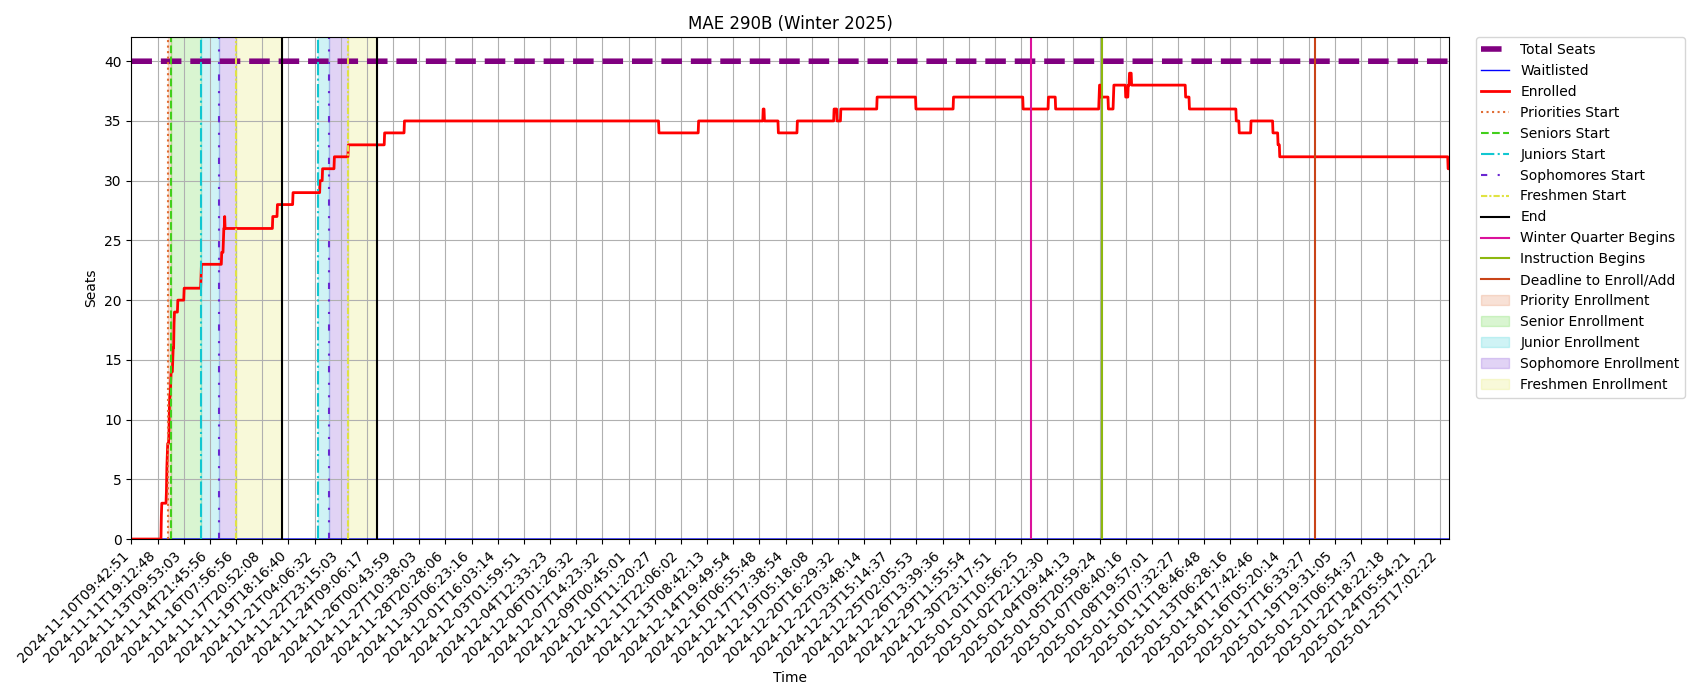 MAE 290B (Winter 2025)
Seats
40
35
30
25
20
15
10
5
0
2024-11-10T09:42:51
2024-11-11T19:12:48
2024-11-13T09:53:03
2024-11-14T21:45:56
2024-11-16T07:56:56
2024-11-17T20:52:08
2024-11-19T18:16:40
2024-11-21T04:06:32
2024-11-22T23:15:03
2024-11-24T09:06:17
2024-11-26T00:43:59
2024-11-27T10:38:03
2024-11-28T20:28:06
2024-11-30T06:23:16
2024-12-01T16:03:14
2024-12-03T01:59:51
2024-12-04T12:33:23
2024-12-06T01:26:32
2024-12-07T14:23:32
2024-12-09T00:45:01
2024-12-10T11:20:27
2024-12-11T22:06:02
2024-12-13T08:42:13
2024-12-14T19:49:54
2024-12-16T06:55:48
2024-12-17T17:38:54
2024-12-19T05:18:08
2024-12-20T16:29:32
2024-12-22T03:48:14
2024-12-23T15:14:37
2024-12-25T02:05:53
2024-12-26T13:39:36
2024-12-29T11:55:54
2024-12-30T23:17:51
2025-01-01T10:56:25
2025-01-02T22:12:30
2025-01-04T09:44:13
2025-01-05T20:59:24
2025-01-07T08:40:16
2025-01-08T19:57:01
2025-01-10T07:32:27
2025-01-11T18:46:48
2025-01-13T06:28:16
2025-01-14T17:42:46
2025-01-16T05:20:14
2025-01-17T16:33:27
2025-01-19T19:31:05
2025-01-21T06:54:37
2025-01-22T18:22:18
2025-01-24T05:54:21
2025-01-25T17:02:22
Time
Total Seats
Waitlisted
Enrolled
Priorities Start
Seniors Start
Juniors Start
Sophomores Start
Freshmen Start
End
Winter Quarter Begins
Instruction Begins
Deadline to Enroll/Add
Priority Enrollment
Senior Enrollment
Junior Enrollment
Sophomore Enrollment
Freshmen Enrollment